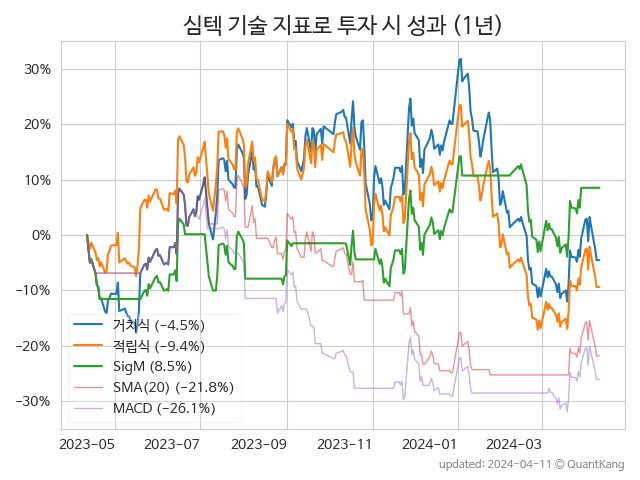 심텍 기술 지표로 투자 시 성과 (1년)
30%
20%
10%
0%
−10%
−20%
−30%
거치식 (−4.5%)
적립식 (−9.4%)
SigM (8.5%)
SMA(20) (−21.8%)
MACD (−26.1%)
2023-05 2023-07 2023-09 2023-11 2024-01 2024-03
updated: 2024-04-11 © QuantKang